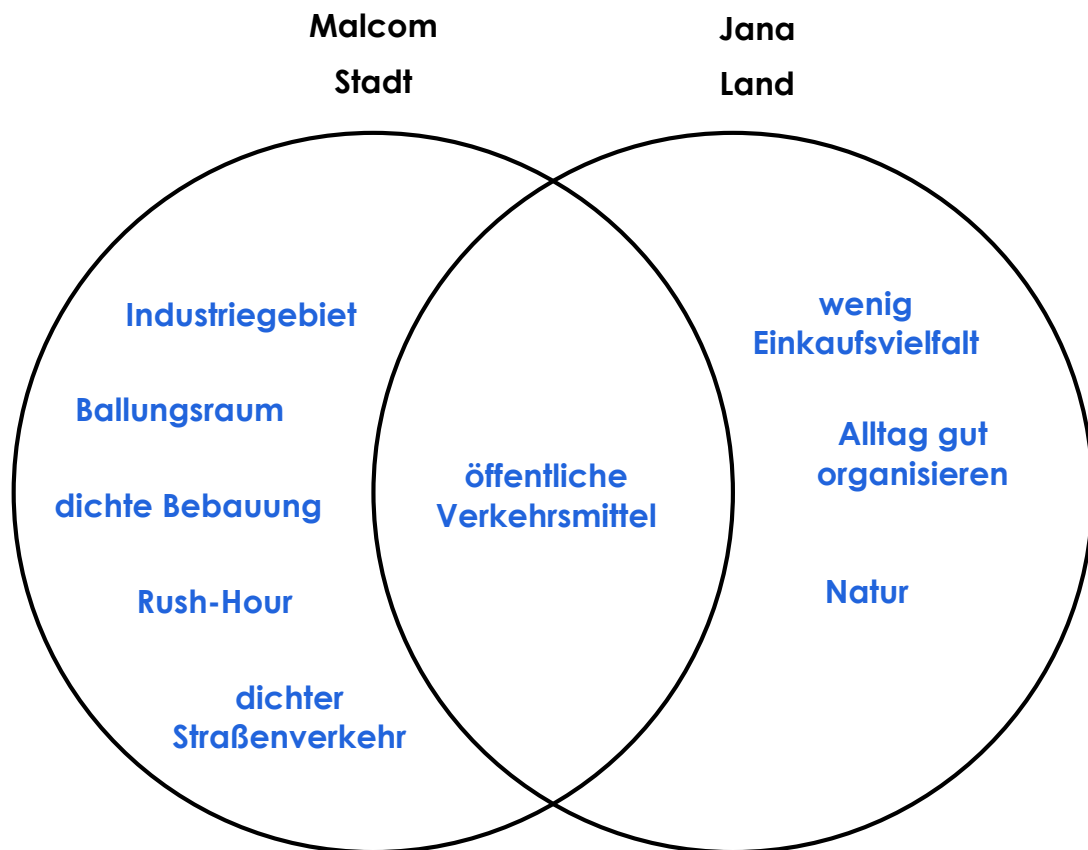 Malcom
Stadt
Jana
Land
Industriegebiet
Ballungsraum
dichte Bebauung
Rush-Hour
dichter
Straßenverkehr
öffentliche
Verkehrsmittel
wenig
Einkaufsvielfalt
Alltag gut
organisieren
Natur